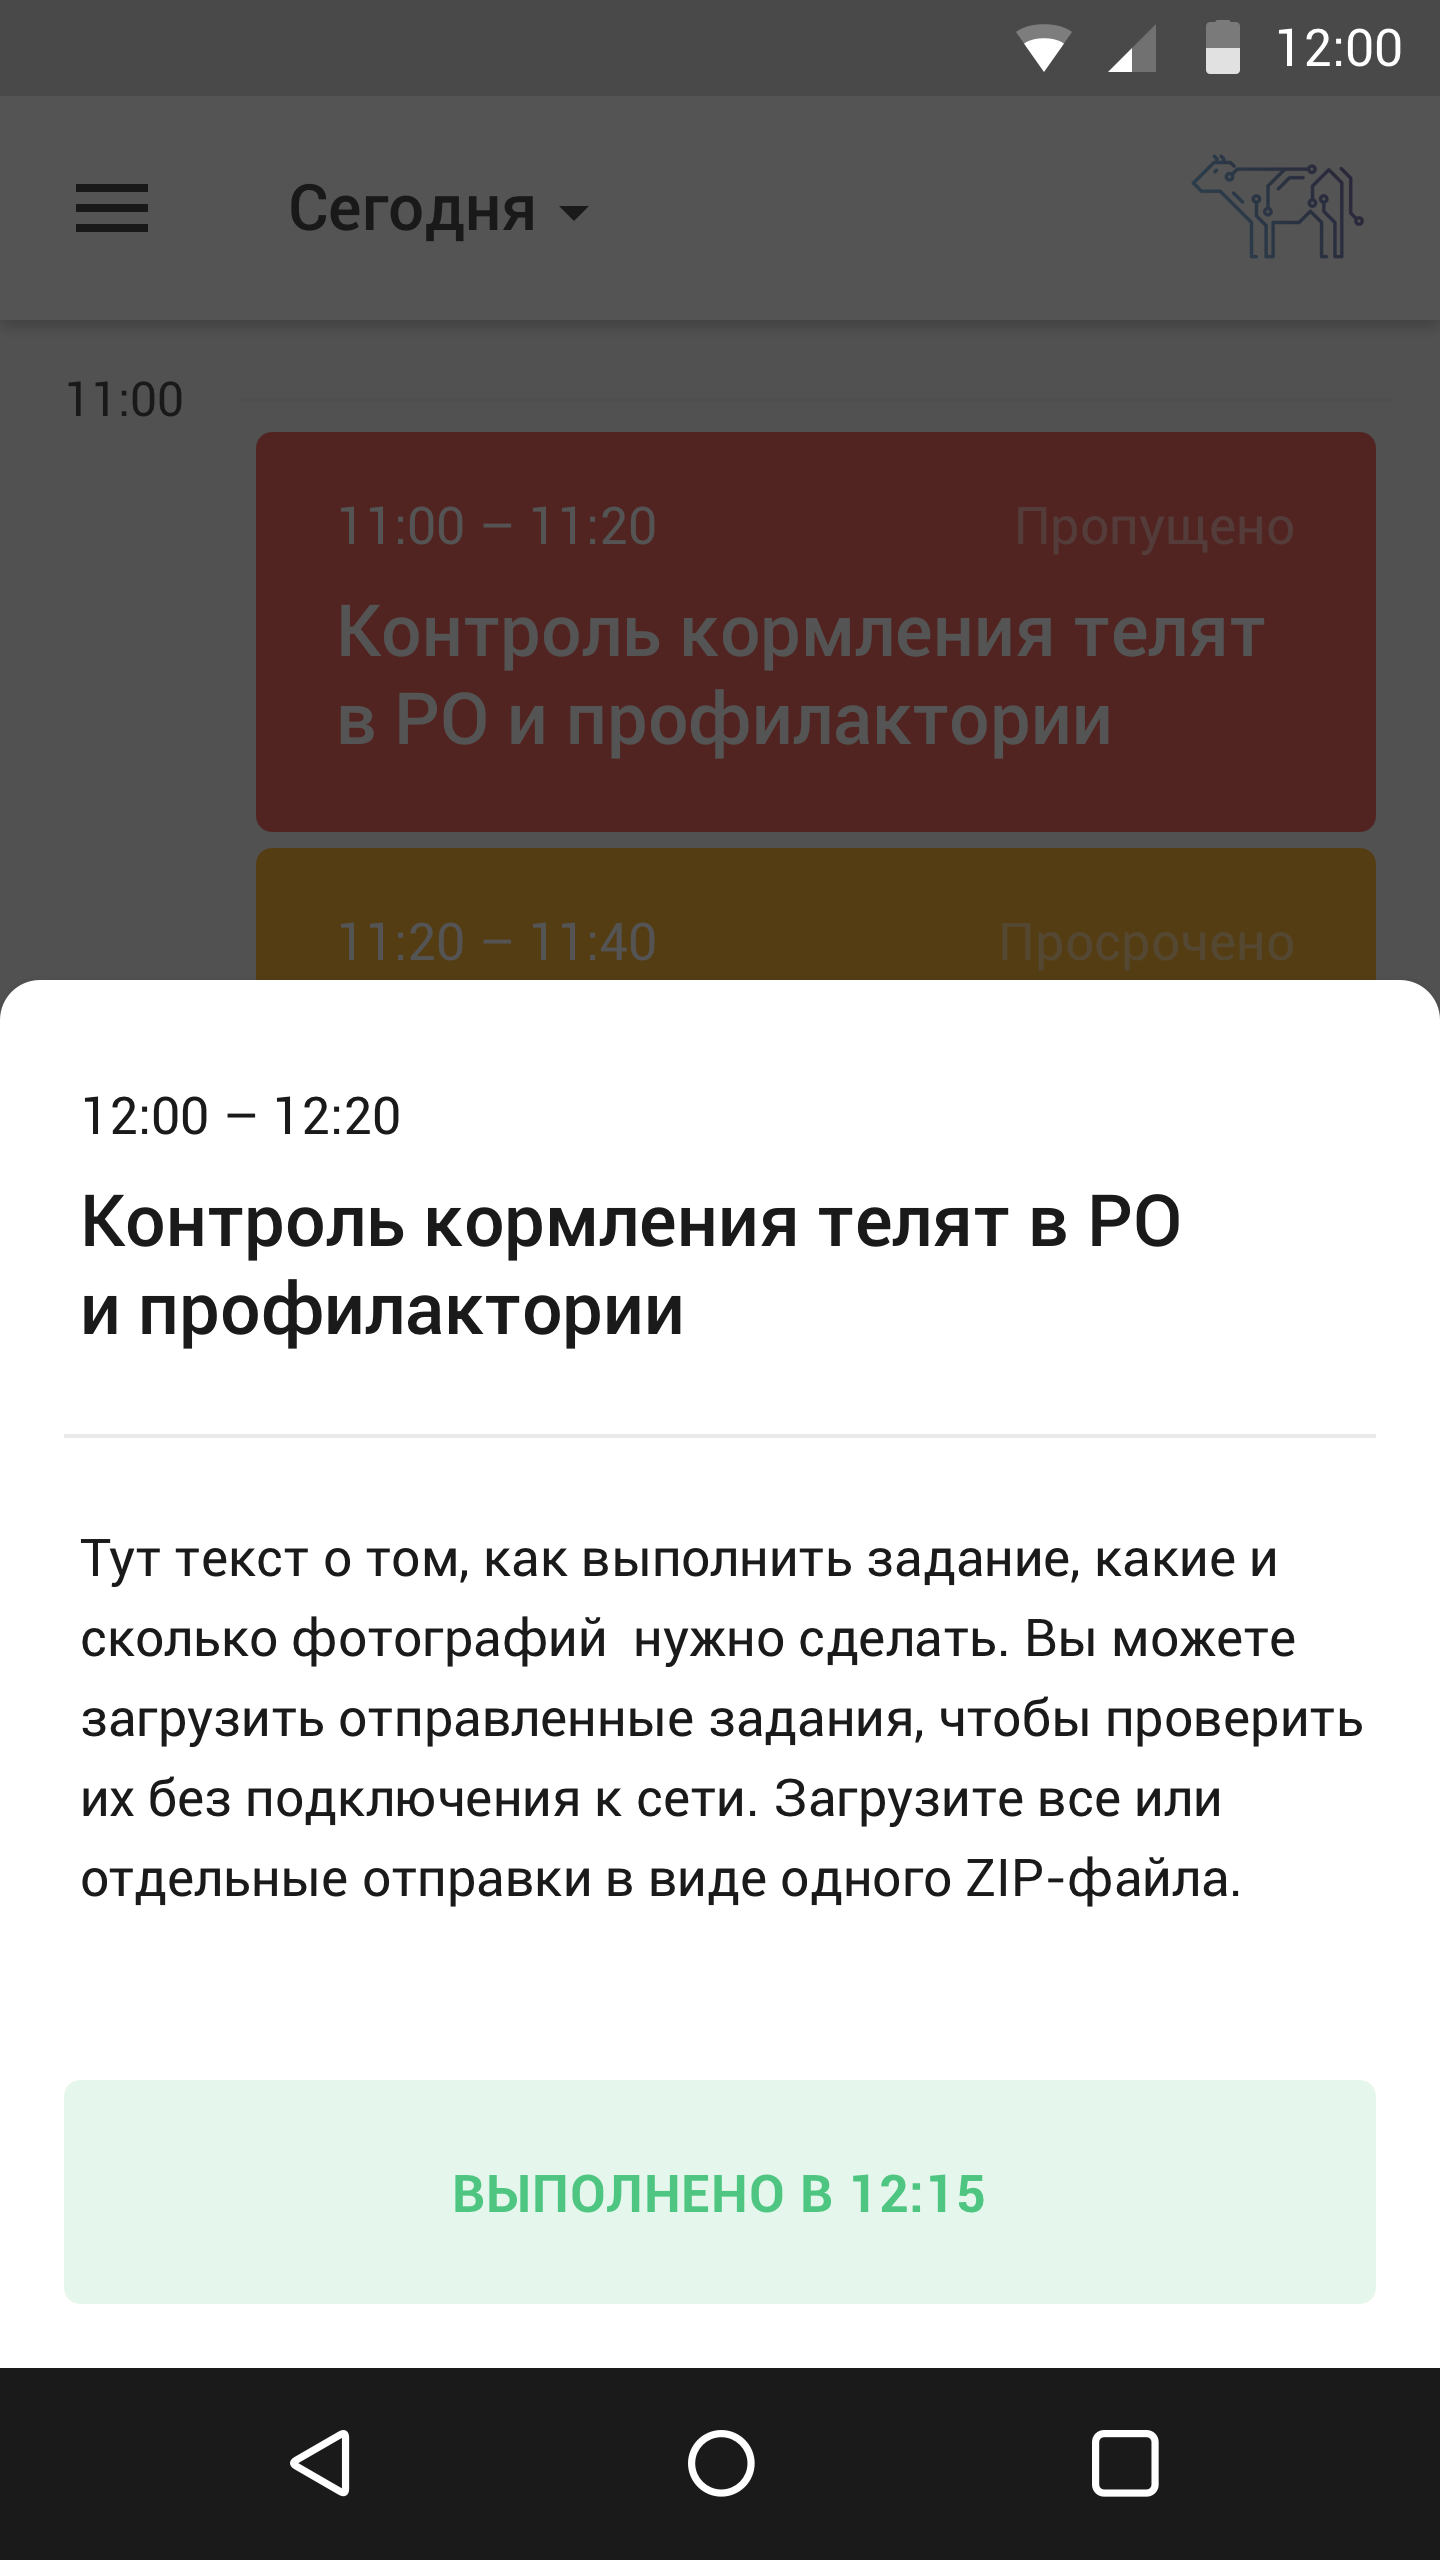 12:00
Сегодня
11:00
11:00 – 11:20 Пропущено
Контроль кормления телят
в РО и профилактории
11:20 – 11:40 Просрочено
12:00 – 12:20
Контроль кормления телят в РО
и профилактории
Тут текст о том, как выполнить задание, какие и
сколько фотографий  нужно сделать. Вы можете
загрузить отправленные задания, чтобы проверить
их без подключения к сети. Загрузите все или
отдельные отправки в виде одного ZIP-файла.
ВЫПОЛНЕНО В 12:15